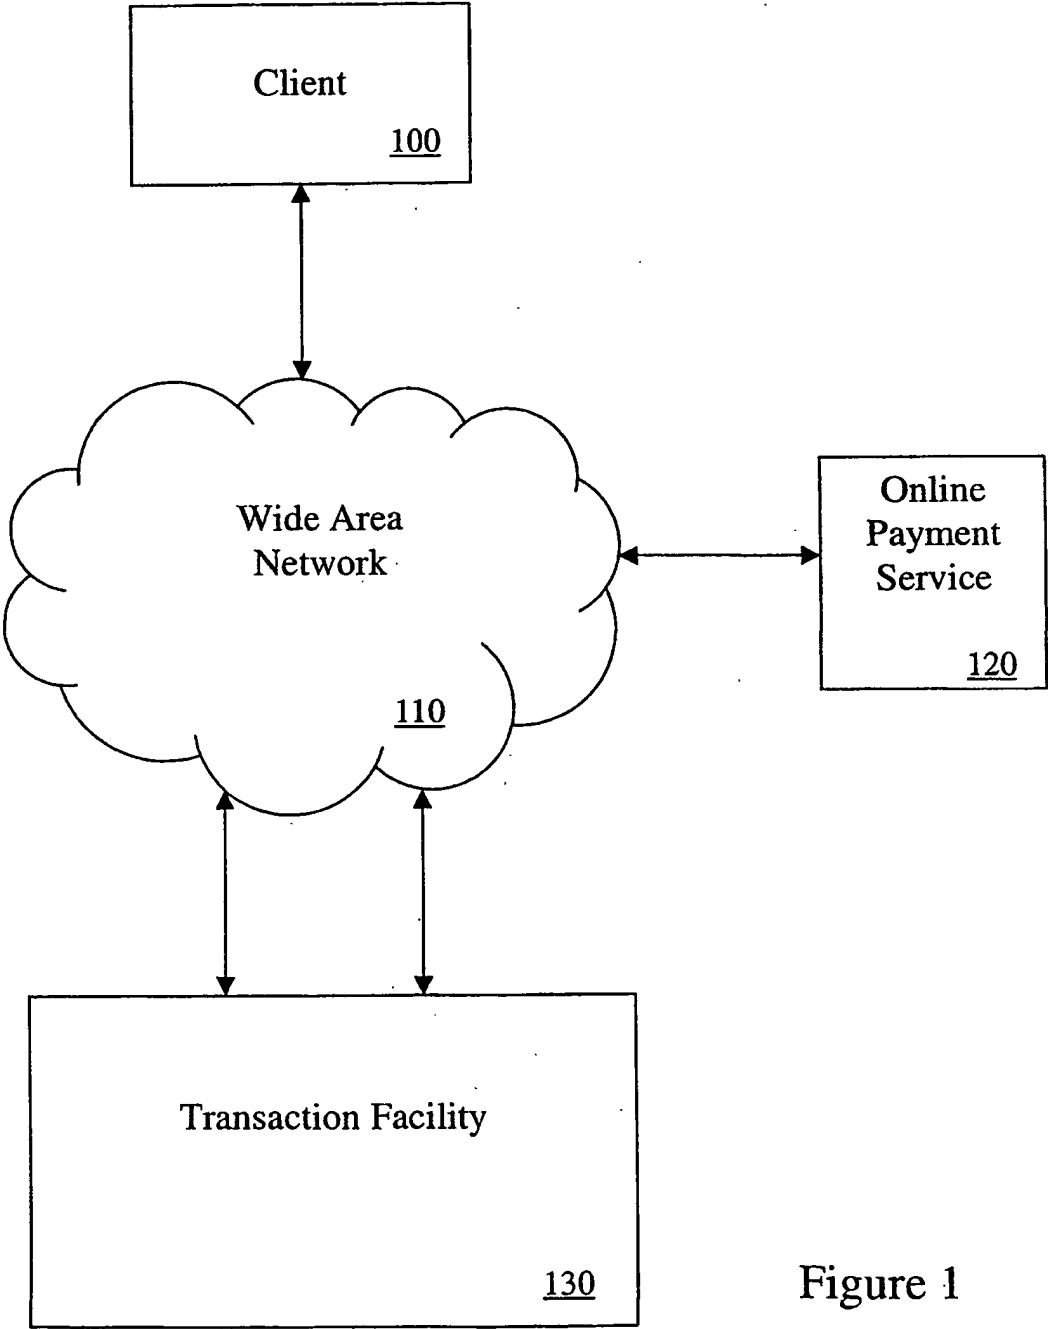 Client
100
Wide Area
Network
110
Online
Payment
Service
120
Transaction Facility
130
Figure 1